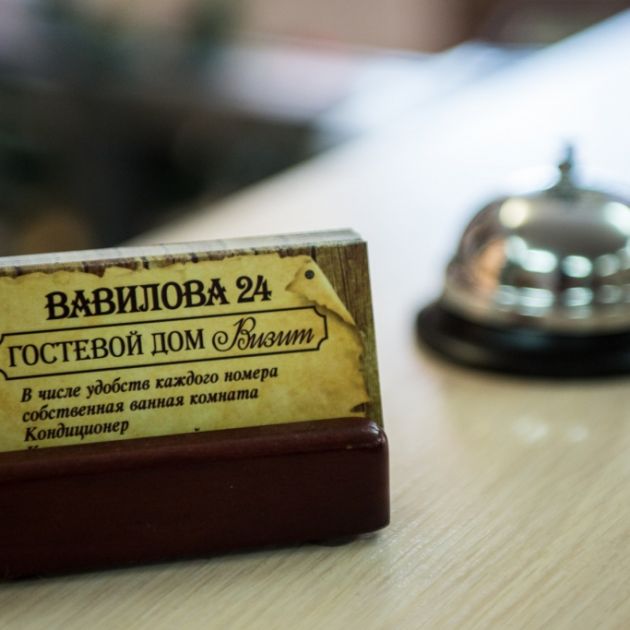 ВАВИЛОВА 24
ГОСТЕВОЙ ДОМ Визит
В числе удобств каждого номера
собственная ванная комната
Кондиционер